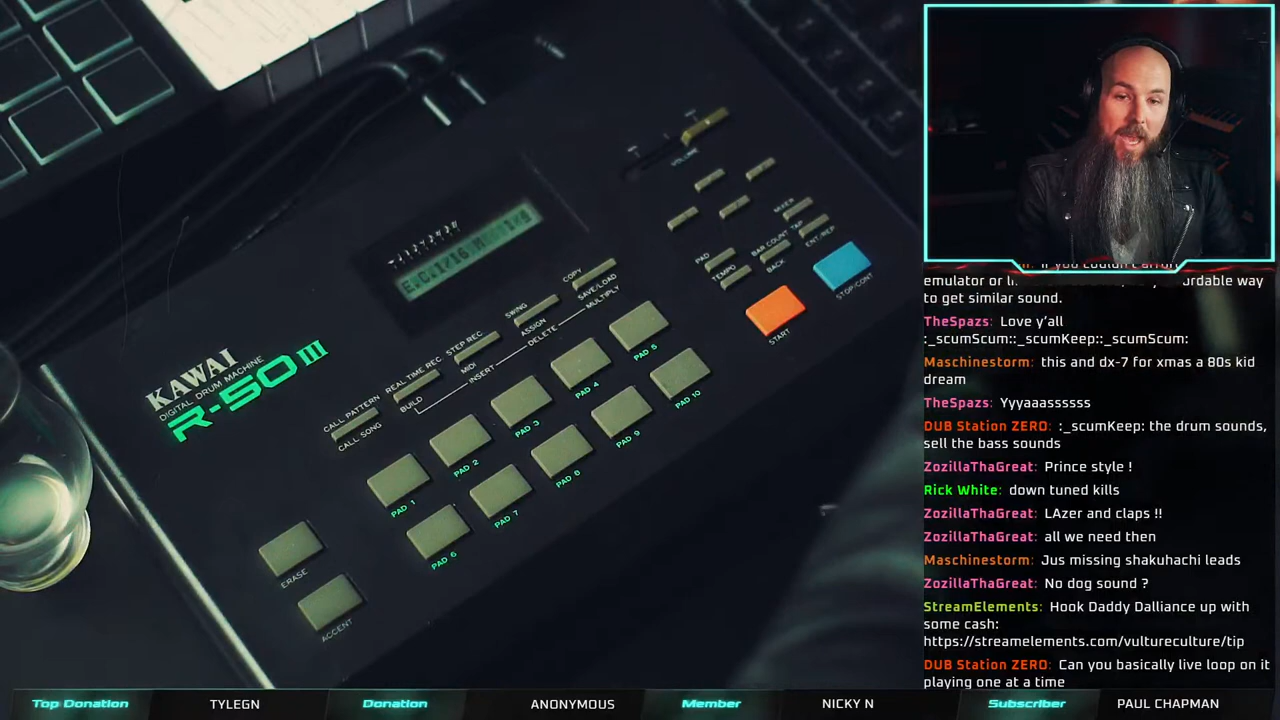 KAWAI
DIGITAL DRUM MACHINE
R-50III
VOLUME
MIXER
TAP
ENT/REP
BAR COUNT
BACK
PAD
TEMPO
STOP/CONT
START
COPY
SAVE/LOAD
MULTIPLY
SWING
ASSIGN
DELETE
STEP REC
MIDI
INSERT
REAL TIME REC
BUILD
CALL PATTERN
CALL SONG
PAD 1
PAD 2
PAD 3
PAD 4
PAD 5
PAD 6
PAD 7
PAD 8
PAD 9
PAD 10
ERASE
ACCENT
to get similar sound.
TheSpazs: Love y'all
:_scumScum::_scumKeep::_scumScum:
Maschinestorm: this and dx-7 for xmas a 80s kid
dream
TheSpazs: Yyyaaassssss
DUB Station ZERO: :_scumKeep: the drum sounds,
sell the bass sounds
ZozillaThaGreat: Prince style !
Rick White: down tuned kills
ZozillaThaGreat: LAzer and claps !!
ZozillaThaGreat: all we need then
Maschinestorm: Jus missing shakuhachi leads
ZozillaThaGreat: No dog sound ?
StreamElements: Hook Daddy Dalliance up with
some cash:
https://streamelements.com/vultureculture/tip
DUB Station ZERO: Can you basically live loop on it
playing one at a time
Top Donation TYLEGN Donation ANONYMOUS Member NICKY N Subscriber PAUL CHAPMAN